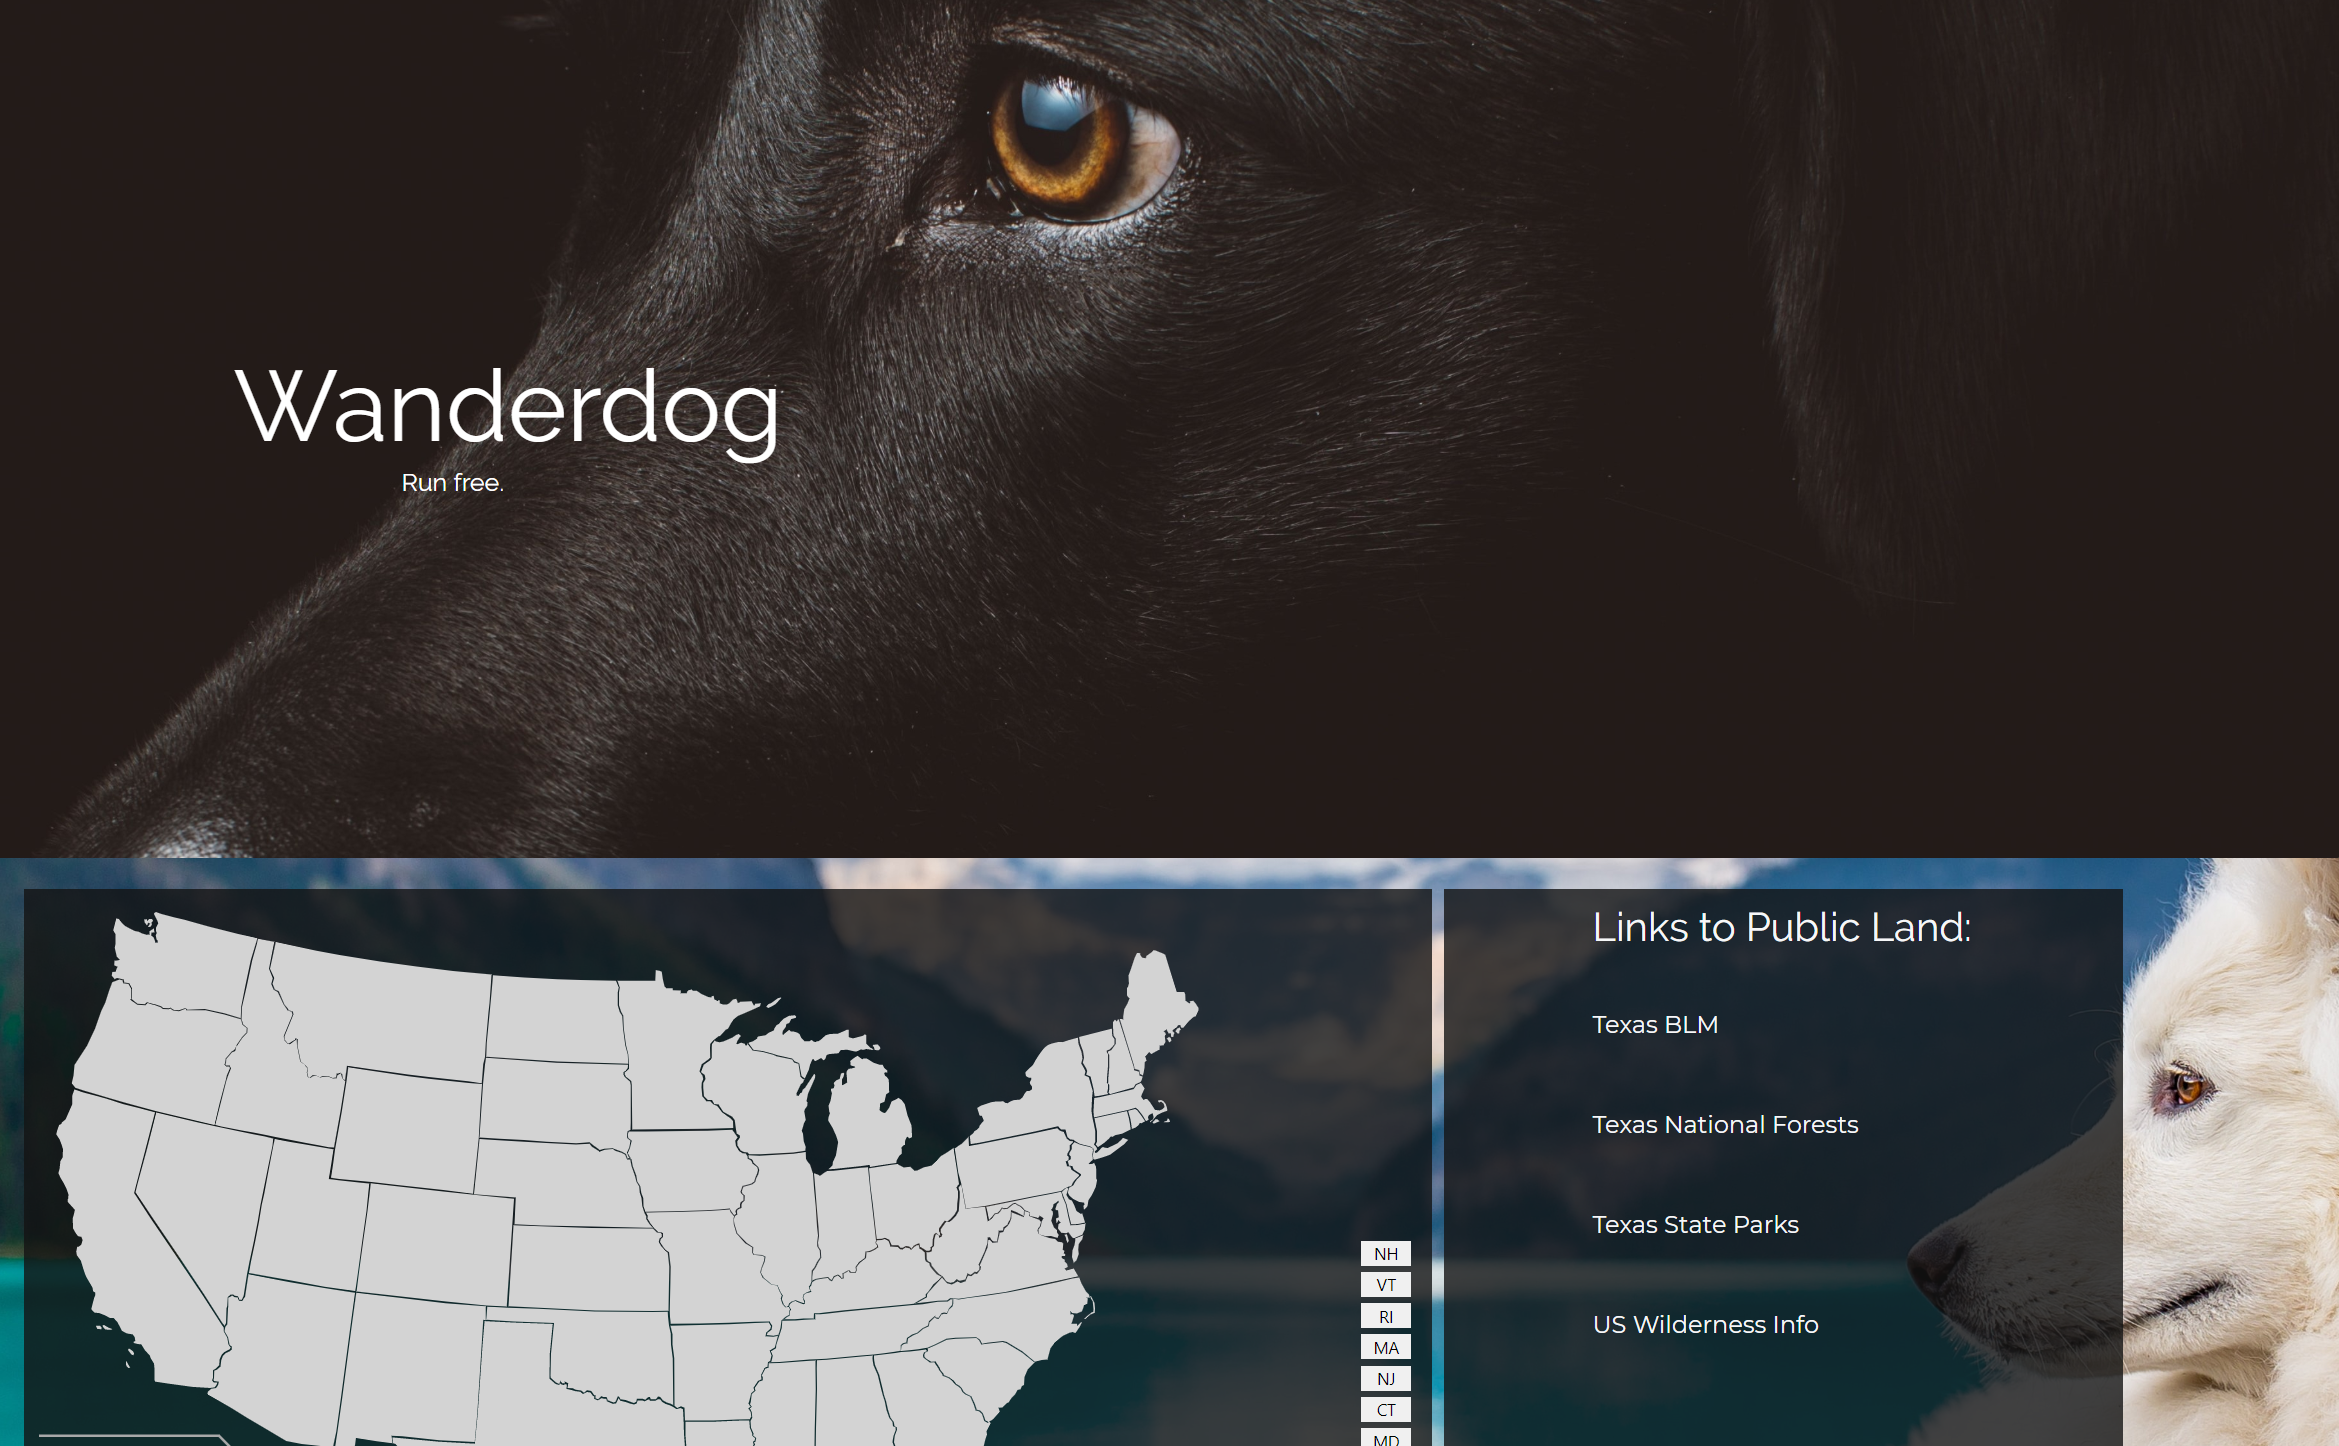 Wanderdog
Run free.
Links to Public Land:
Texas BLM
Texas National Forests
Texas State Parks
US Wilderness Info
NH
VT
RI
MA
NJ
CT
MD